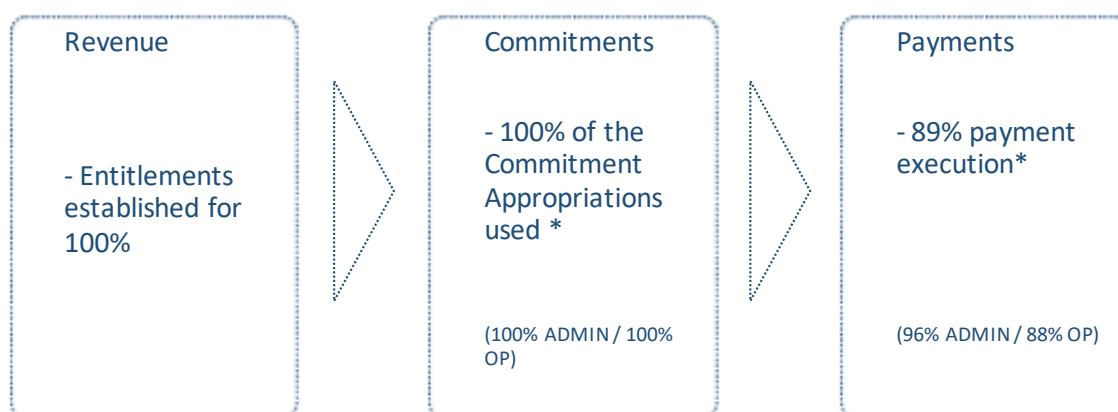 Revenue
- Entitlements
established for
100%
Commitments
- 100% of the
Commitment
Appropriations
used *
(100% ADMIN / 100%
OP)
Payments
- 89% payment
execution*
(96% ADMIN / 88% OP)